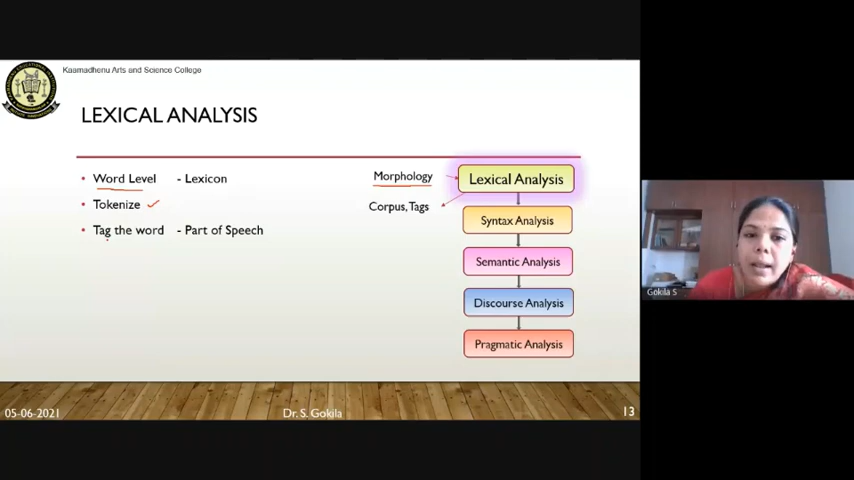 Kaamadhenu Arts and Science College
LEXICAL ANALYSIS
• Word Level - Lexicon
• Tokenize
• Tag the word - Part of Speech
Morphology
Corpus, Tags
Lexical Analysis
Syntax Analysis
Semantic Analysis
Discourse Analysis
Pragmatic Analysis
05-06-2021
Dr. S. Gokila
13
Gokila S